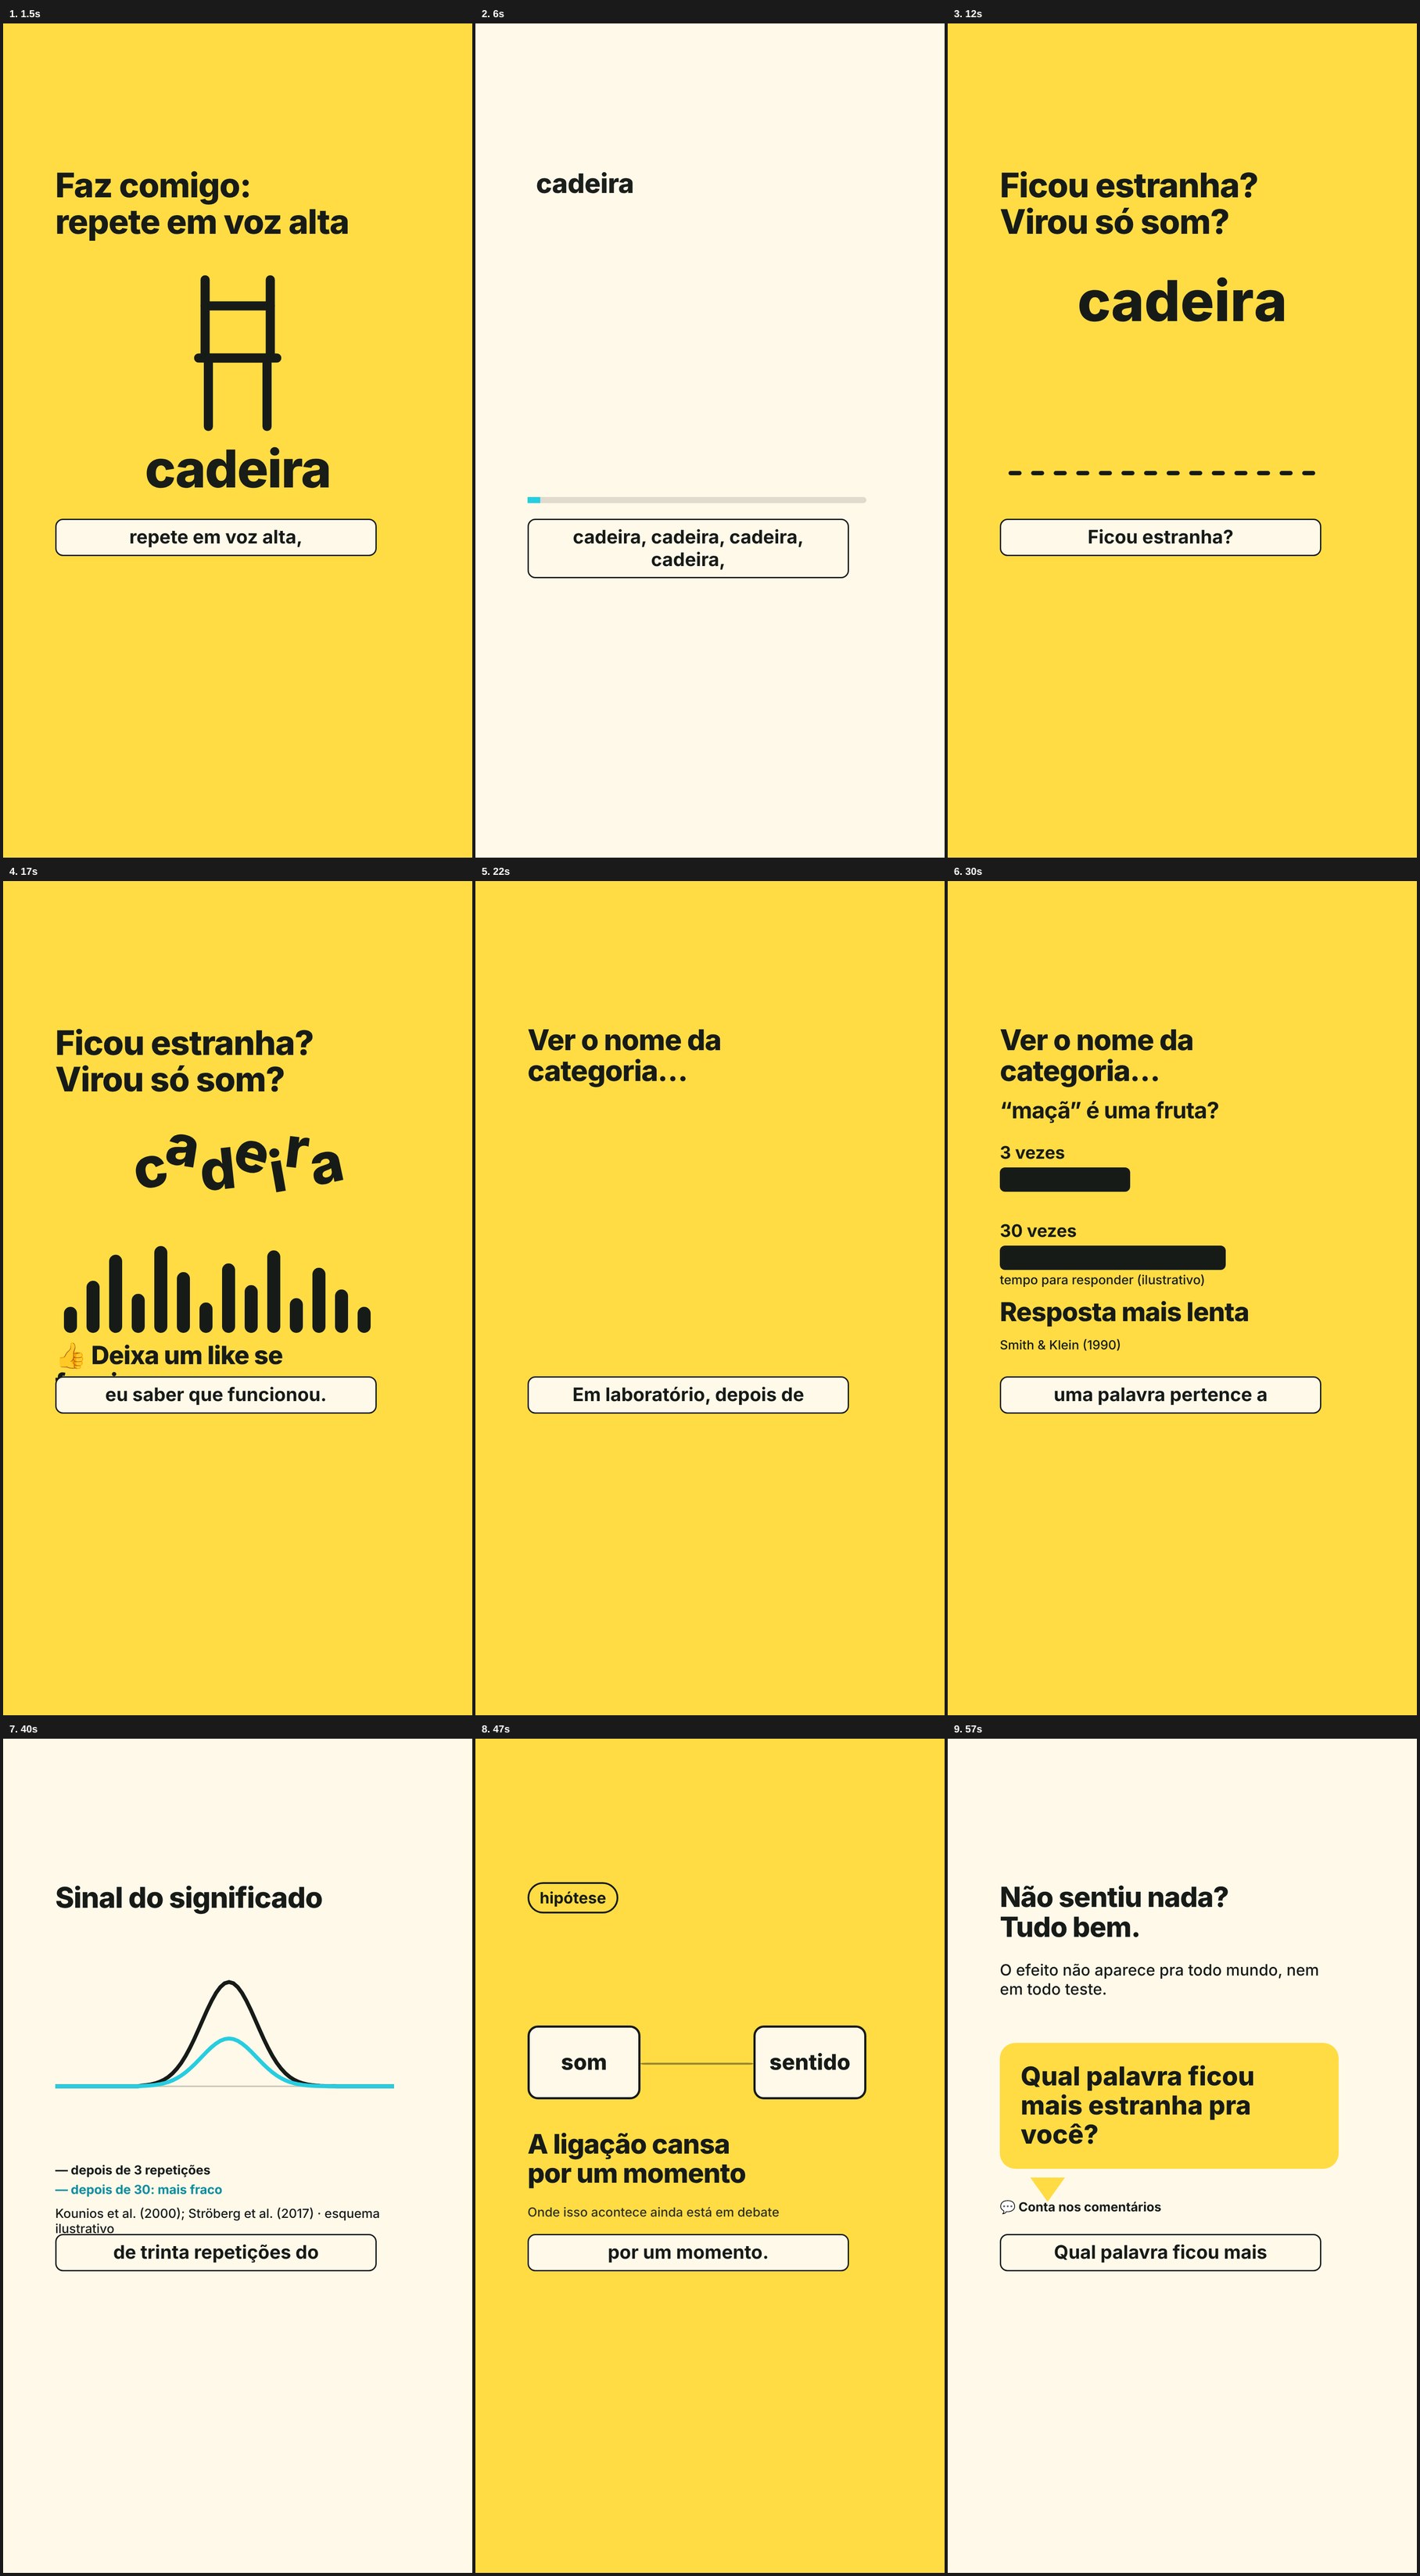 1. 1.5s
Faz comigo:
repete em voz alta
cadeira
repete em voz alta,
2. 6s
cadeira
cadeira, cadeira, cadeira,
cadeira,
3. 12s
Ficou estranha?
Virou só som?
cadeira
Ficou estranha?
4. 17s
Ficou estranha?
Virou só som?
cadeira
👍 Deixa um like se
eu saber que funcionou.
5. 22s
Ver o nome da
categoria…
Em laboratório, depois de
6. 30s
Ver o nome da
categoria…
“maçã” é uma fruta?
3 vezes
30 vezes
tempo para responder (ilustrativo)
Resposta mais lenta
Smith & Klein (1990)
uma palavra pertence a
7. 40s
Sinal do significado
— depois de 3 repetições
— depois de 30: mais fraco
Kounios et al. (2000); Ströberg et al. (2017) · esquema
ilustrativo
de trinta repetições do
8. 47s
hipótese
som
sentido
A ligação cansa
por um momento
Onde isso acontece ainda está em debate
por um momento.
9. 57s
Não sentiu nada?
Tudo bem.
O efeito não aparece pra todo mundo, nem
em todo teste.
Qual palavra ficou
mais estranha pra
você?
💬 Conta nos comentários
Qual palavra ficou mais